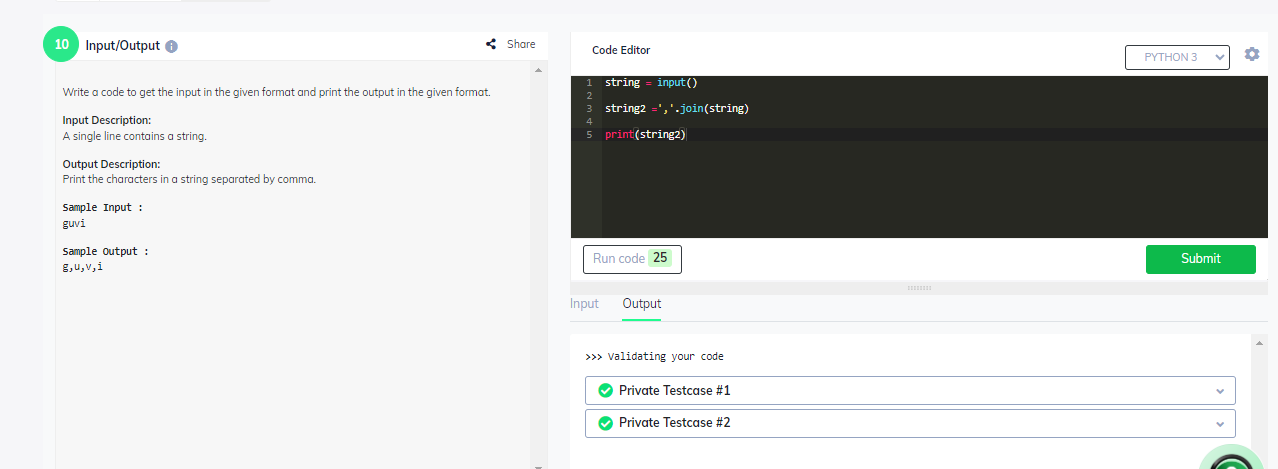 10 Input/Output i
Share
Write a code to get the input in the given format and print the output in the given format.
Input Description:
A single line contains a string.
Output Description:
Print the characters in a string separated by comma.
Sample Input :
guvi
Sample Output :
g,u,v,i
Code Editor
PYTHON 3
1 string = input()
2
3 string2 =','.join(string)
4
5 print(string2)
Run code 25
Submit
Input Output
>>> Validating your code
Private Testcase #1
Private Testcase #2